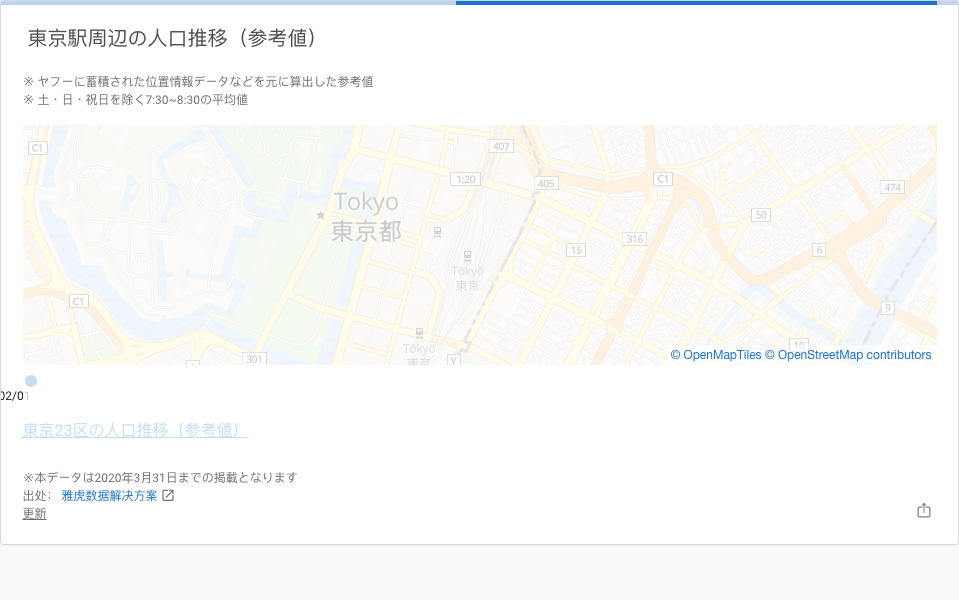 東京駅周辺の人口推移（参考値）
※ ヤフーに蓄積された位置情報データなどを元に算出した参考値
※ 土・日・祝日を除く7:30~8:30の平均値
C1
407
1;20
405
C1
474
Tokyo
東京都
50
316
15
6
Tōkyō
東京
C1
9
10
301
Tōkyō
東京
Y
© OpenMapTiles © OpenStreetMap contributors
02/01
東京23区の人口推移（参考値）
※本データは2020年3月31日までの掲載となります
出处： 雅虎数据解决方案
更新